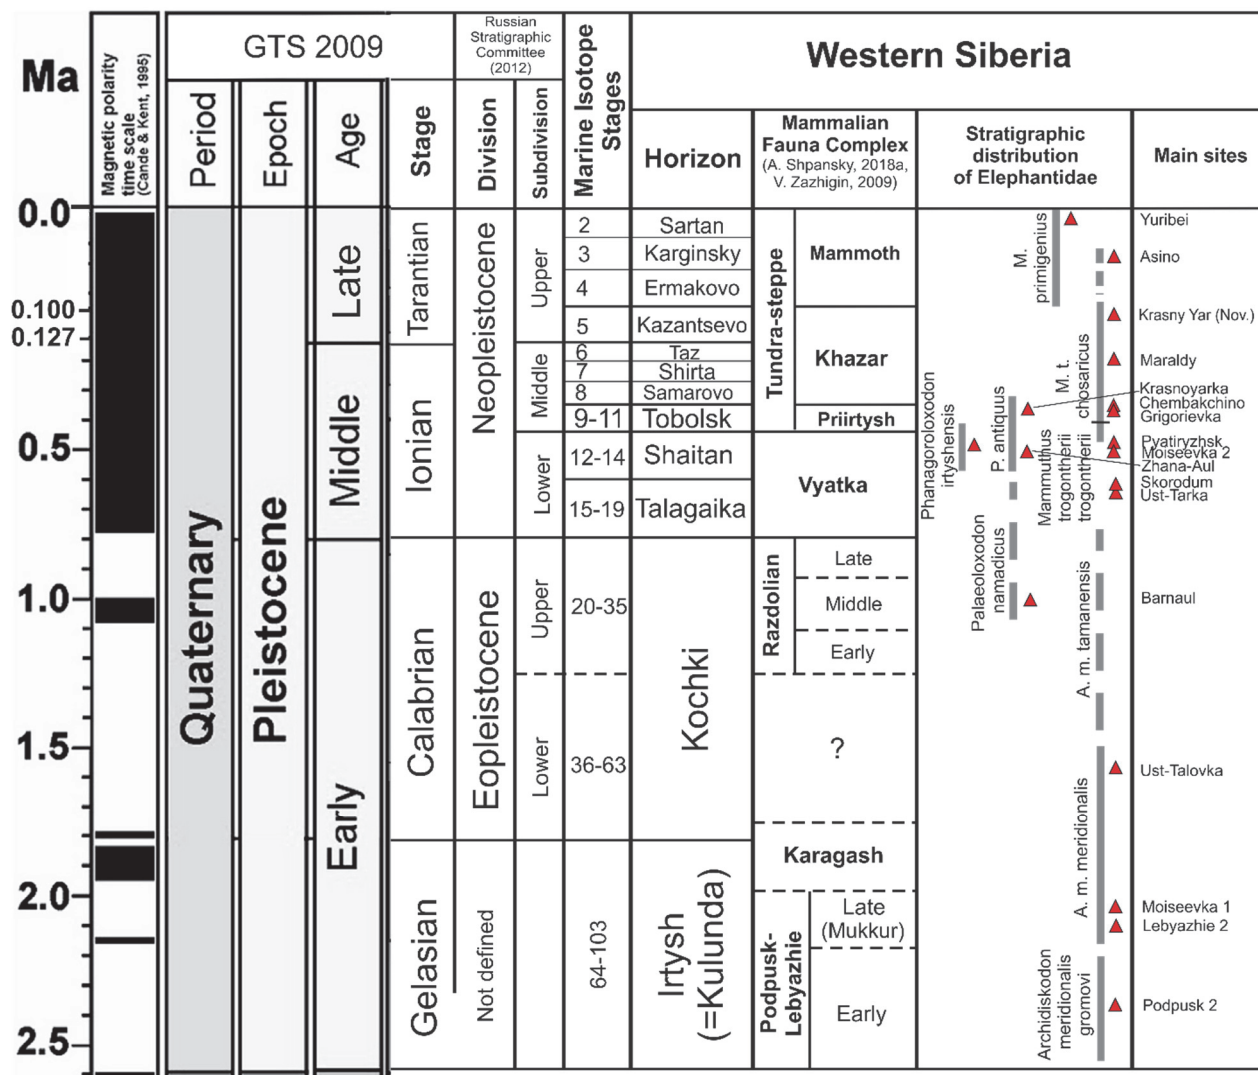 Ma
Magnetic polarity
time scale
(Cande & Kent, 1995)
GTS 2009
Period
Epoch
Age
Stage
Russian
Stratigraphic
Committee
(2012)
Division
Subdivision
Marine Isotope
Stages
Western Siberia
Horizon
Mammalian
Fauna Complex
(A. Shpansky, 2018a,
V. Zazhigin, 2009)
Stratigraphic
distribution
of Elephantidae
Main sites
0.0
0.100
0.127
0.5
1.0
1.5
2.0
2.5
Quaternary
Pleistocene
Late
Middle
Early
Tarantian
Ionian
Calabrian
Gelasian
Neopleistocene
Eopleistocene
Not defined
Upper
Middle
Lower
Upper
Lower
2
3
4
5
6
7
8
9-11
12-14
15-19
20-35
36-63
64-103
Sartan
Karginsky
Ermakovo
Kazantsevo
Taz
Shirta
Samarovo
Tobolsk
Shaitan
Talagaika
Kochki
Irtysh
(=Kulunda)
Tundra-steppe
Mammoth
Khazar
Priirtysh
Vyatka
Razdolian
Late
Middle
Early
?
Karagash
Podpusk-
Lebyazhie
Late
(Mukkur)
Early
Phanagoroloxodon
irtyshensis
P. antiquus
Palaeoloxodon
namadicus
M.
primigenius
M. t.
chosaricus
Mammuthus
trogontherii
trogontherii
A. m. tamanensis
A. m. meridionalis
Archidiskodon
meridionalis
gromovi
Yuribei
Asino
Krasny Yar (Nov.)
Maraldy
Krasnoyarka
Chembakchino
Grigorievka
Pyatiryzhsk
Moiseevka 2
Zhana-Aul
Skorodum
Ust-Tarka
Barnaul
Ust-Talovka
Moiseevka 1
Lebyazhie 2
Podpusk 2